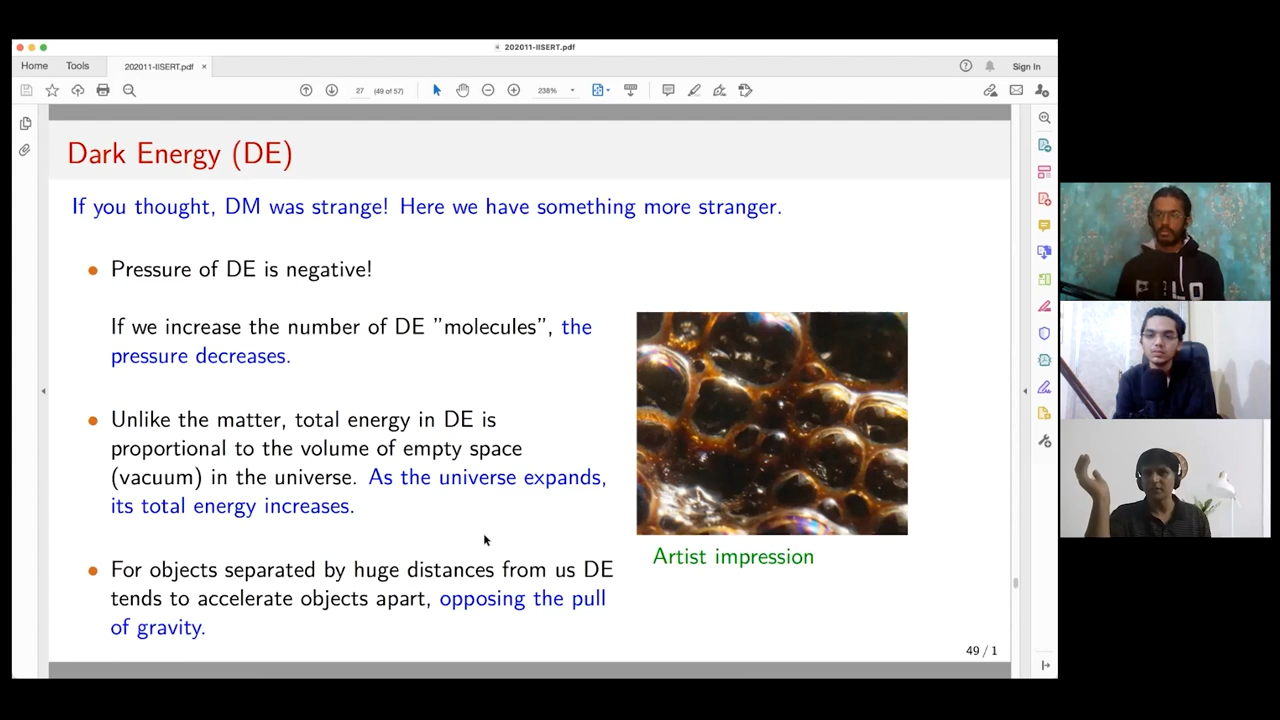 202011-IISERT.pdf
Home Tools 202011-IISERT.pdf × Sign In
27 (49 of 57) 238%
Dark Energy (DE)
If you thought, DM was strange! Here we have something more stranger.
• Pressure of DE is negative!
If we increase the number of DE ”molecules”, the
pressure decreases.
• Unlike the matter, total energy in DE is
proportional to the volume of empty space
(vacuum) in the universe. As the universe expands,
its total energy increases.
Artist impression
• For objects separated by huge distances from us DE
tends to accelerate objects apart, opposing the pull
of gravity.
49 / 1